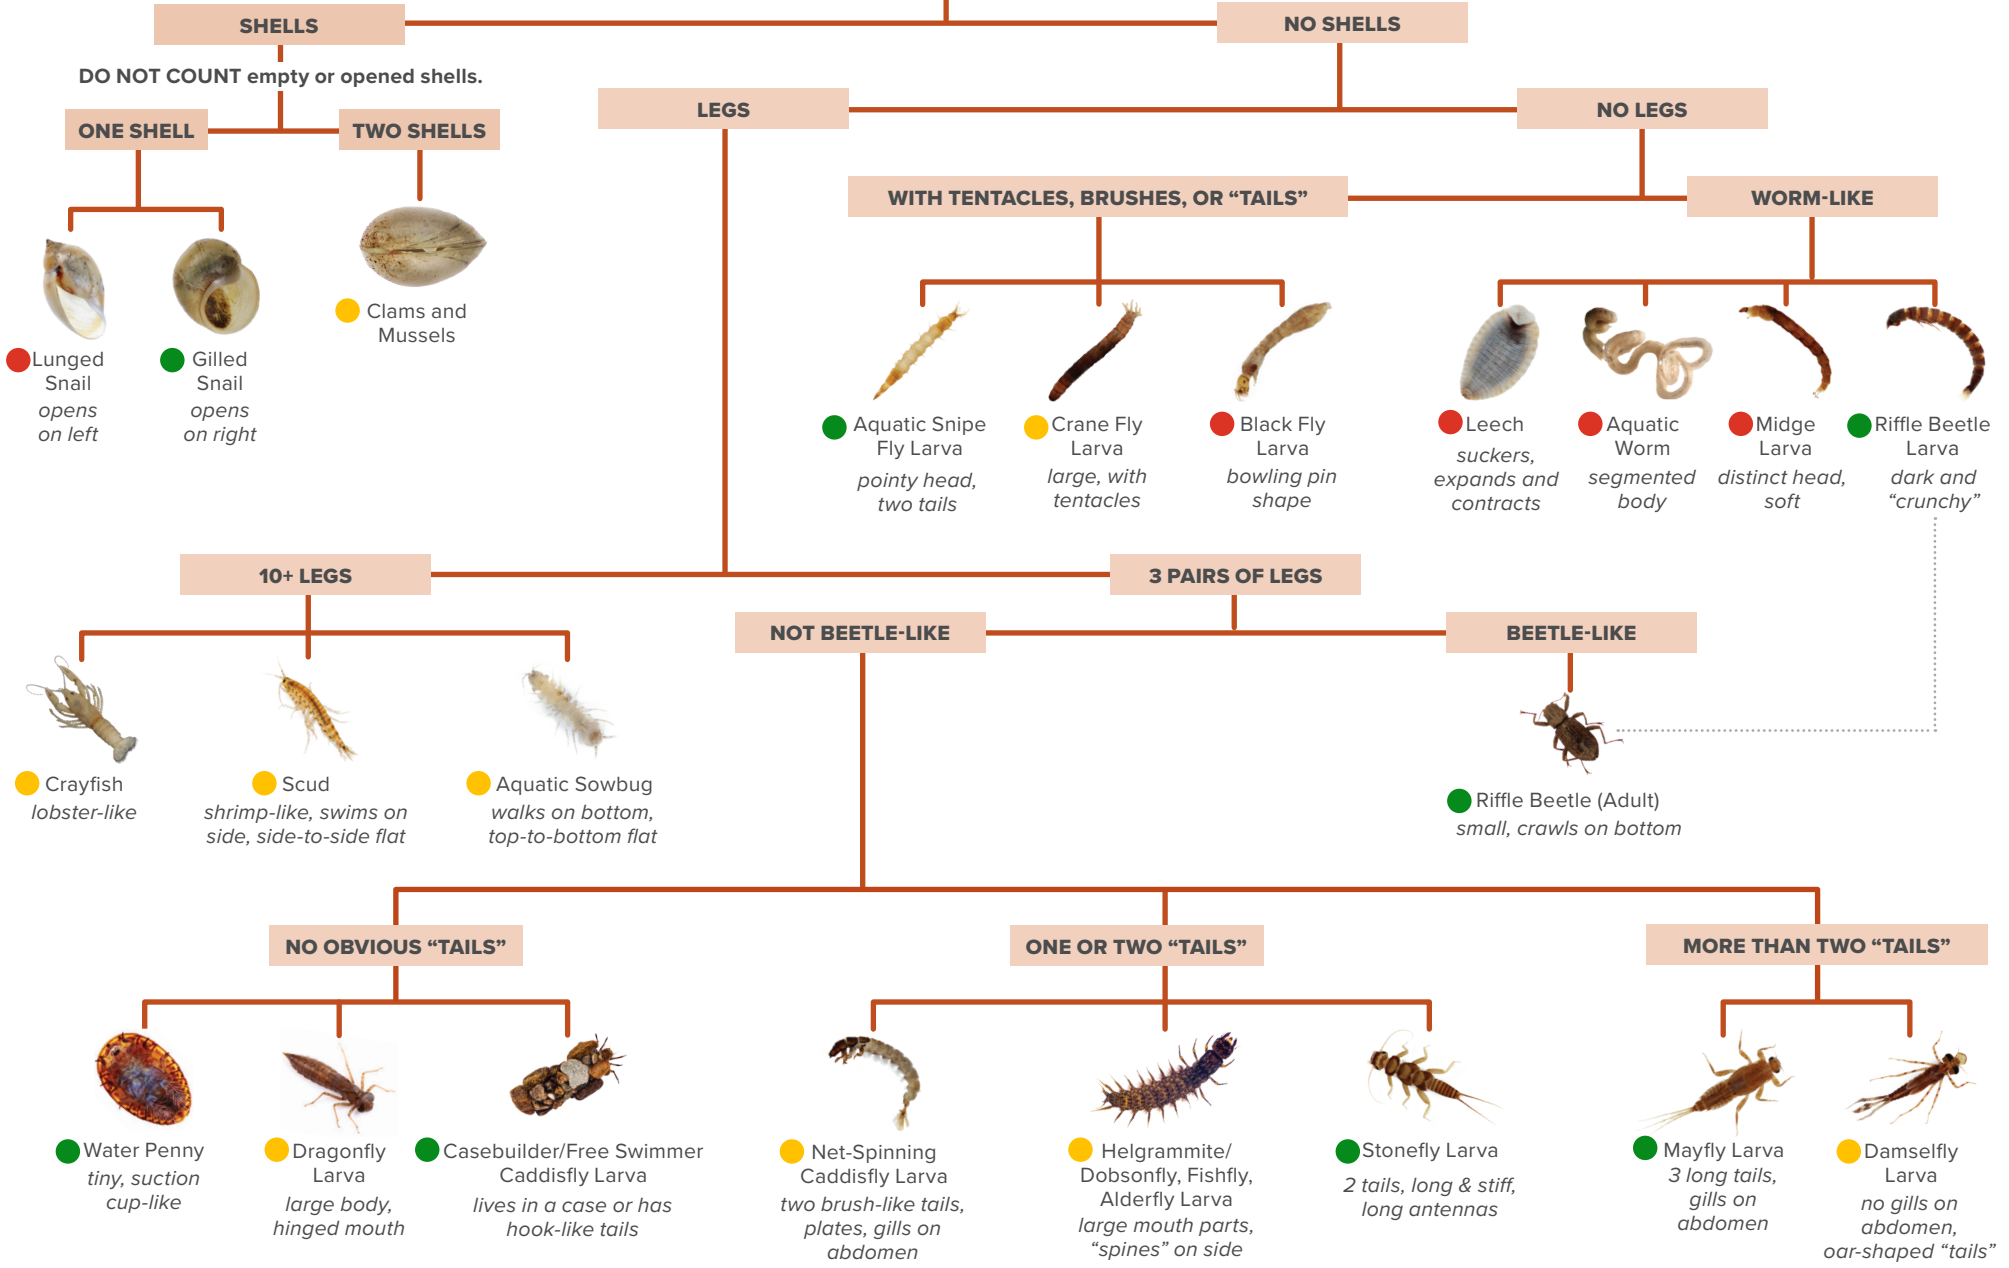 SHELLS
NO SHELLS
DO NOT COUNT empty or opened shells.
ONE SHELL
TWO SHELLS
LEGS
NO LEGS
WITH TENTACLES, BRUSHES, OR “TAILS”
WORM-LIKE
Lunged
Snail
opens
on left
Gilled
Snail
opens
on right
Clams and
Mussels
Aquatic Snipe
Fly Larva
pointy head,
two tails
Crane Fly
Larva
large, with
tentacles
Black Fly
Larva
bowling pin
shape
Leech
suckers,
expands and
contracts
Aquatic
Worm
segmented
body
Midge
Larva
distinct head,
soft
Riffle Beetle
Larva
dark and
“crunchy”
10+ LEGS
3 PAIRS OF LEGS
NOT BEETLE-LIKE
BEETLE-LIKE
Crayfish
lobster-like
Scud
shrimp-like, swims on
side, side-to-side flat
Aquatic Sowbug
walks on bottom,
top-to-bottom flat
Riffle Beetle (Adult)
small, crawls on bottom
NO OBVIOUS “TAILS”
ONE OR TWO “TAILS”
MORE THAN TWO “TAILS”
Water Penny
tiny, suction
cup-like
Dragonfly
Larva
large body,
hinged mouth
Casebuilder/Free Swimmer
Caddisfly Larva
lives in a case or has
hook-like tails
Net-Spinning
Caddisfly Larva
two brush-like tails,
plates, gills on
abdomen
Helgrammite/
Dobsonfly, Fishfly,
Alderfly Larva
large mouth parts,
“spines” on side
Stonefly Larva
2 tails, long & stiff,
long antennas
Mayfly Larva
3 long tails,
gills on
abdomen
Damselfly
Larva
no gills on
abdomen,
oar-shaped “tails”